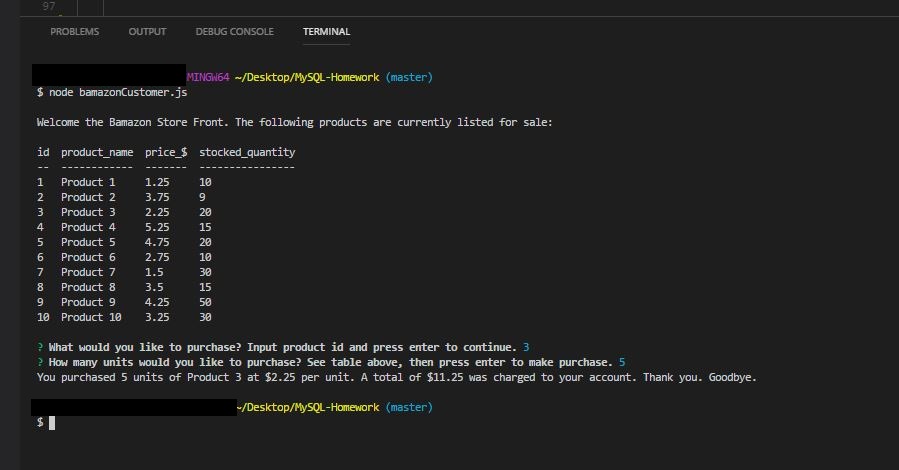 97
PROBLEMS OUTPUT DEBUG CONSOLE TERMINAL
MINGW64 ~/Desktop/MySQL-Homework (master)
$ node bamazonCustomer.js
Welcome the Bamazon Store Front. The following products are currently listed for sale:
id product_name price_$ stocked_quantity
-- ------------ ------- ----------------
1 Product 1 1.25 10
2 Product 2 3.75 9
3 Product 3 2.25 20
4 Product 4 5.25 15
5 Product 5 4.75 20
6 Product 6 2.75 10
7 Product 7 1.5 30
8 Product 8 3.5 15
9 Product 9 4.25 50
10 Product 10 3.25 30
? What would you like to purchase? Input product id and press enter to continue. 3
? How many units would you like to purchase? See table above, then press enter to make purchase. 5
You purchased 5 units of Product 3 at $2.25 per unit. A total of $11.25 was charged to your account. Thank you. Goodbye.
~/Desktop/MySQL-Homework (master)
$